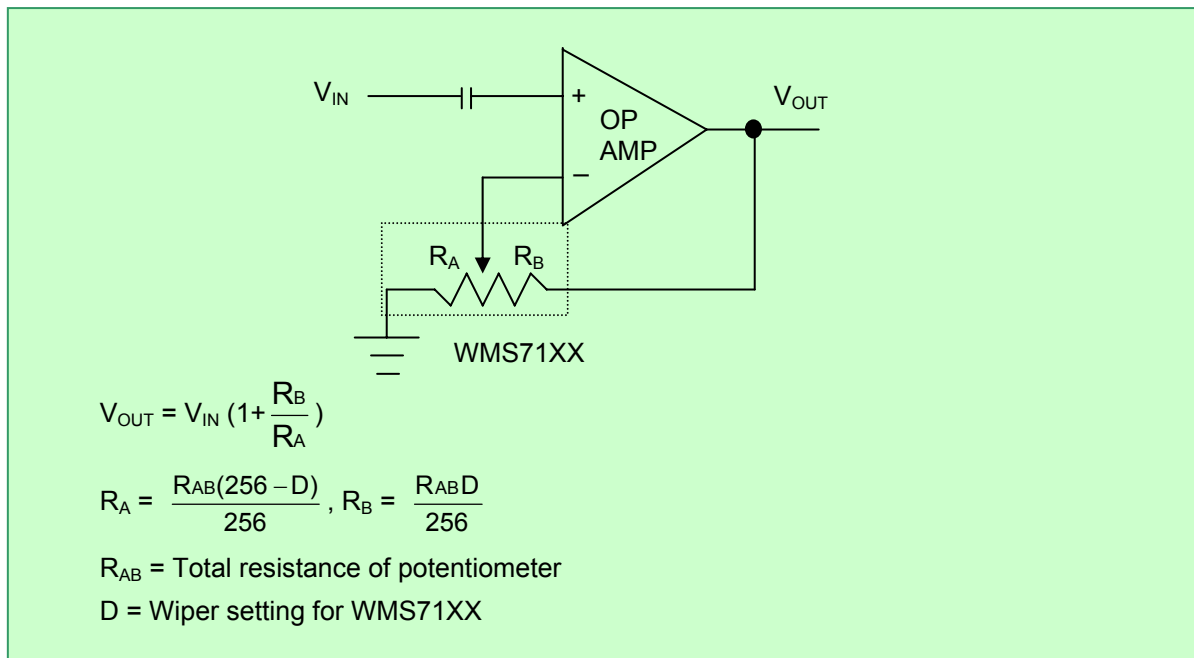 V_IN
+
OP
AMP
V_OUT
−
R_A R_B
WMS71XX
V_OUT = V_IN (1+ R_B / R_A )
R_A = R_AB(256 – D) / 256 , R_B = R_AB D / 256
R_AB = Total resistance of potentiometer
D = Wiper setting for WMS71XX